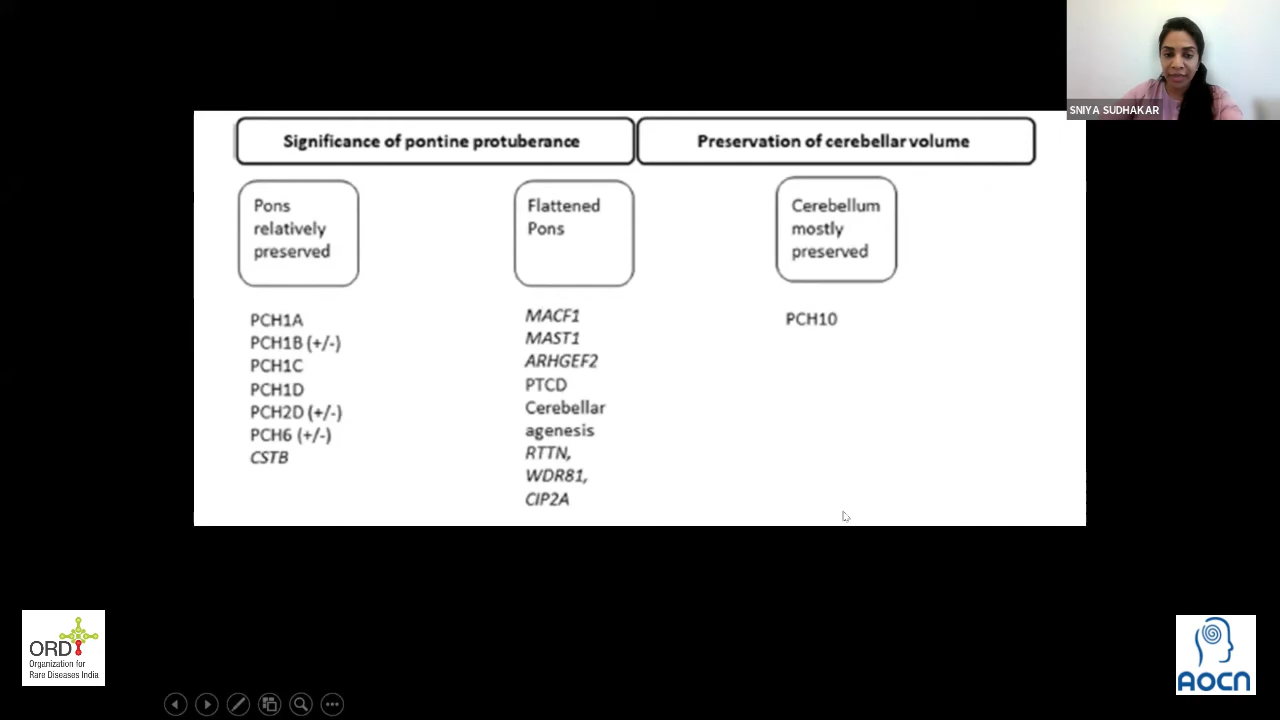 SNIYA SUDHAKAR
Significance of pontine protuberance
Preservation of cerebellar volume
Pons
relatively
preserved
Flattened
Pons
Cerebellum
mostly
preserved
PCH1A
PCH1B (+/-)
PCH1C
PCH1D
PCH2D (+/-)
PCH6 (+/-)
CSTB
MACF1
MAST1
ARHGEF2
PTCD
Cerebellar
agenesis
RTTN,
WDR81,
CIP2A
PCH10
ORDI
Organization for
Rare Diseases India
AOCN